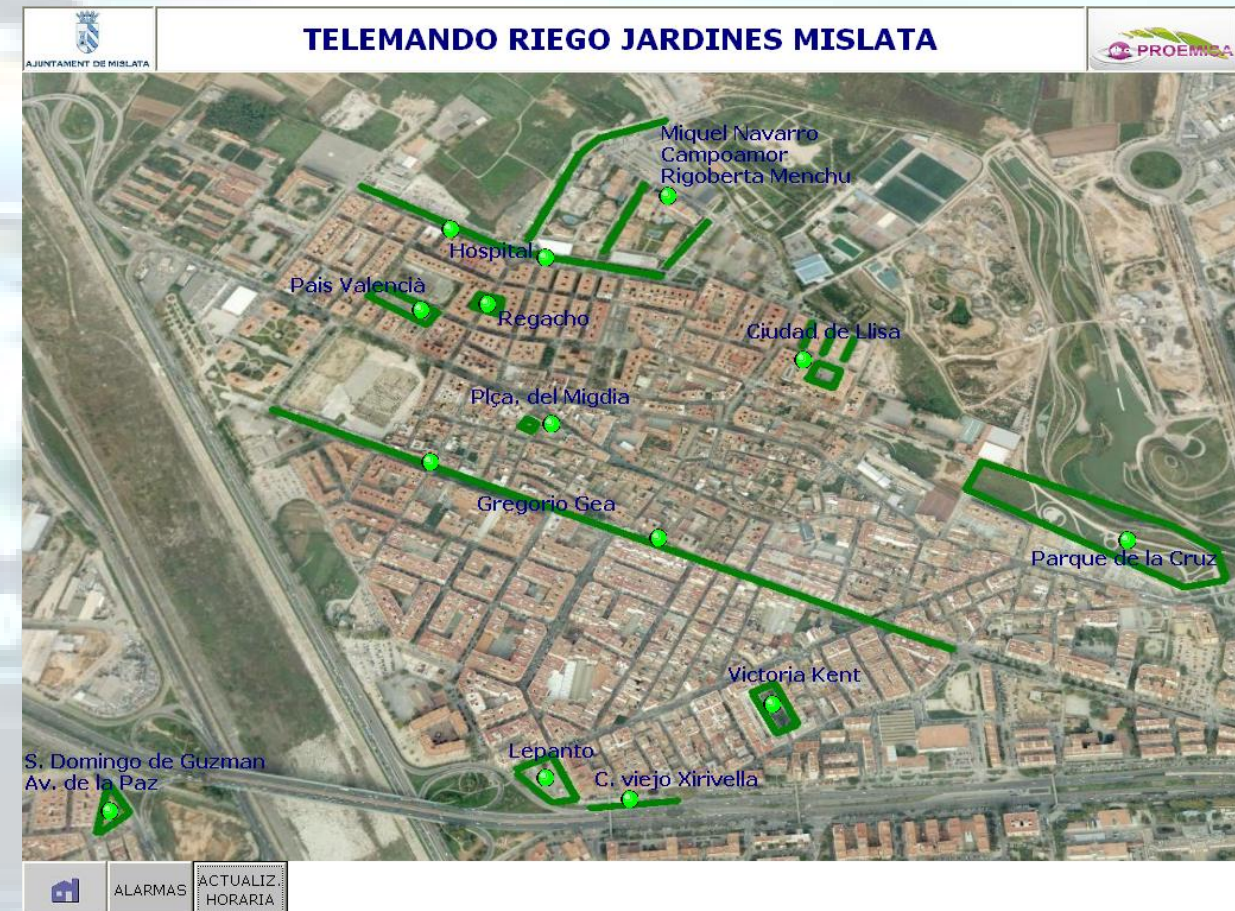 AJUNTAMENT DE MISLATA
TELEMANDO RIEGO JARDINES MISLATA
PROEMISA
Miquel Navarro
Campoamor
Rigoberta Menchu
Hospital
Pais Valencià
Regacho
Ciudad de Llisa
Plça. del Migdia
Gregorio Gea
Parque de la Cruz
Victoria Kent
Lepanto
S. Domingo de Guzman
Av. de la Paz
C. viejo Xirivella
ALARMAS
ACTUALIZ.
HORARIA